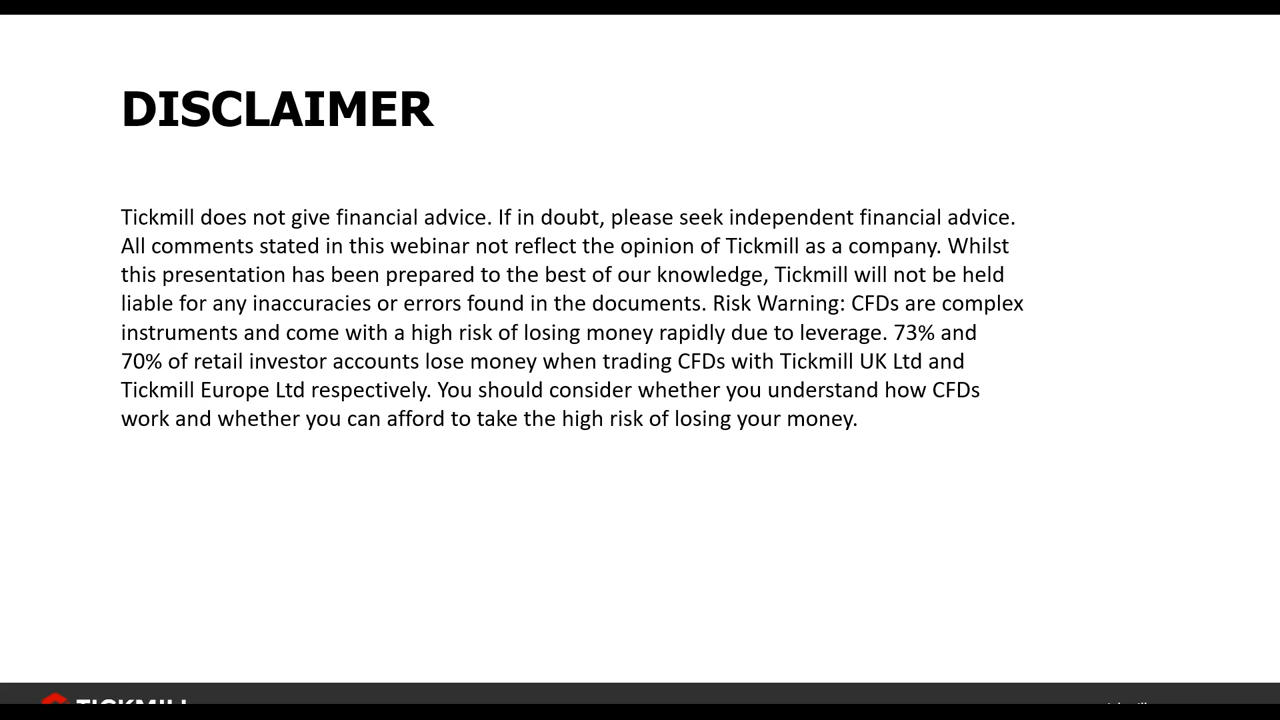 DISCLAIMER
Tickmill does not give financial advice. If in doubt, please seek independent financial advice.
All comments stated in this webinar not reflect the opinion of Tickmill as a company. Whilst
this presentation has been prepared to the best of our knowledge, Tickmill will not be held
liable for any inaccuracies or errors found in the documents. Risk Warning: CFDs are complex
instruments and come with a high risk of losing money rapidly due to leverage. 73% and
70% of retail investor accounts lose money when trading CFDs with Tickmill UK Ltd and
Tickmill Europe Ltd respectively. You should consider whether you understand how CFDs
work and whether you can afford to take the high risk of losing your money.
TICKMILL